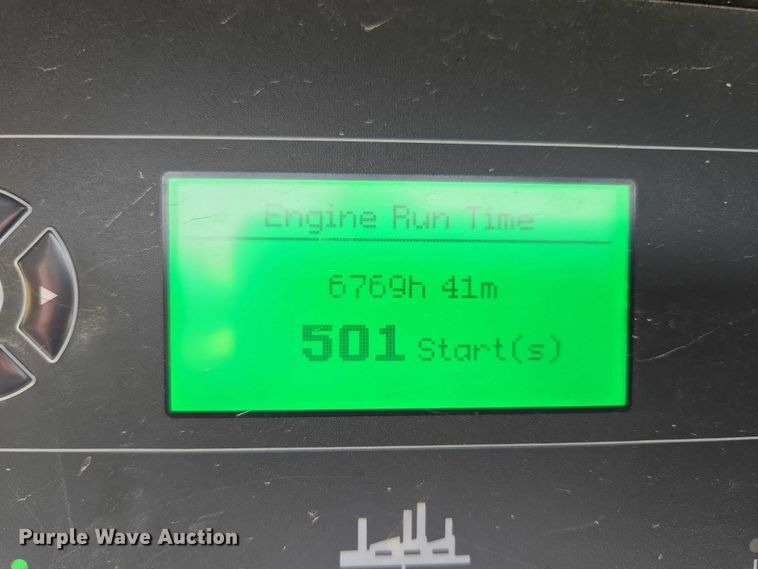 Engine Run Time
6769h 41m
501 Start(s)
Purple Wave Auction